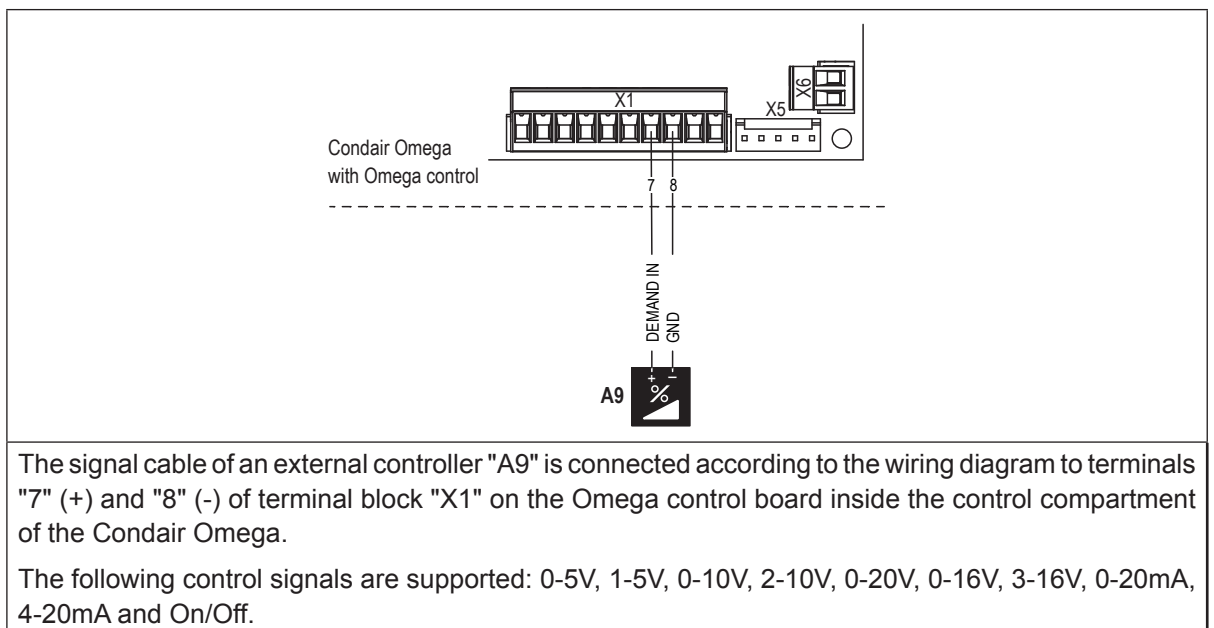 X6
X1
X5
Condair Omega
with Omega control
7 8
DEMAND IN
GND
+ −
A9
%
The signal cable of an external controller "A9" is connected according to the wiring diagram to terminals
"7" (+) and "8" (-) of terminal block "X1" on the Omega control board inside the control compartment
of the Condair Omega.
The following control signals are supported: 0-5V, 1-5V, 0-10V, 2-10V, 0-20V, 0-16V, 3-16V, 0-20mA,
4-20mA and On/Off.